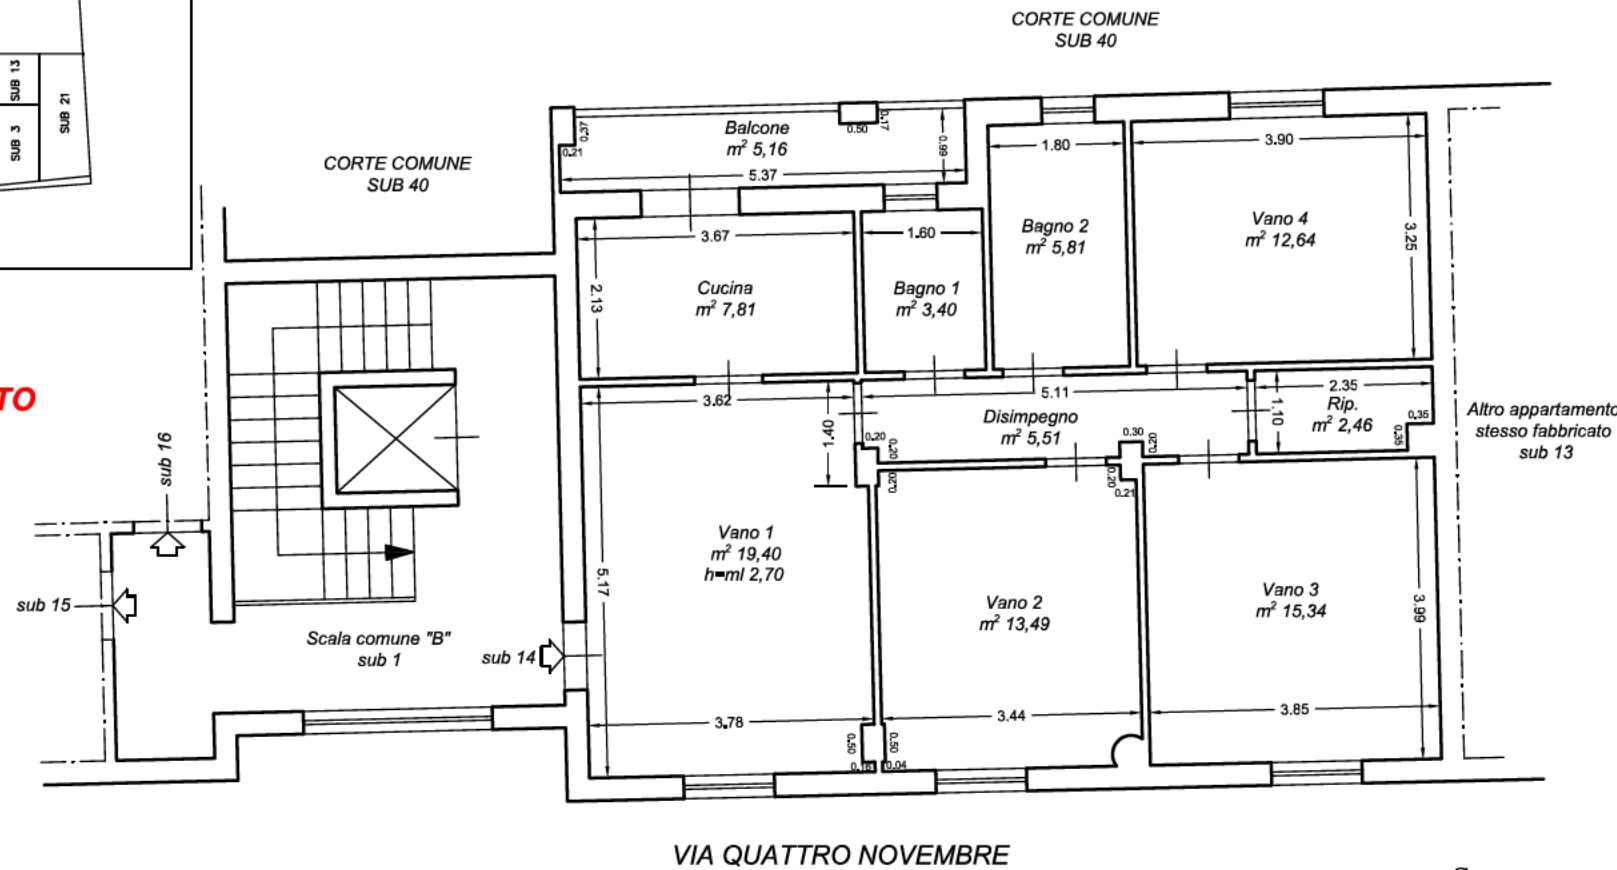 CORTE COMUNE
SUB 40
SUB 13
SUB 3
SUB 21
CORTE COMUNE
SUB 40
Balcone
m² 5,16
0.37
0.21
0.50
0.17
0.99
5.37
1.80
3.90
Bagno 2
m² 5,81
Vano 4
m² 12,64
3.25
3.67
1.60
2.13
Cucina
m² 7,81
Bagno 1
m² 3,40
TO
3.62
5.11
2.35
1.40
Disimpegno
m² 5,51
1.10
Rip.
m² 2,46
0.35
0.35
Altro appartamento
stesso fabbricato
sub 13
0.20
0.20
0.30
0.20
0.20
0.20
0.21
sub 16
Vano 1
m² 19,40
h=ml 2,70
5.17
Vano 2
m² 13,49
Vano 3
m² 15,34
3.99
sub 15
Scala comune "B"
sub 1
sub 14
3.78
3.44
3.85
0.50
0.50
0.04
VIA QUATTRO NOVEMBRE